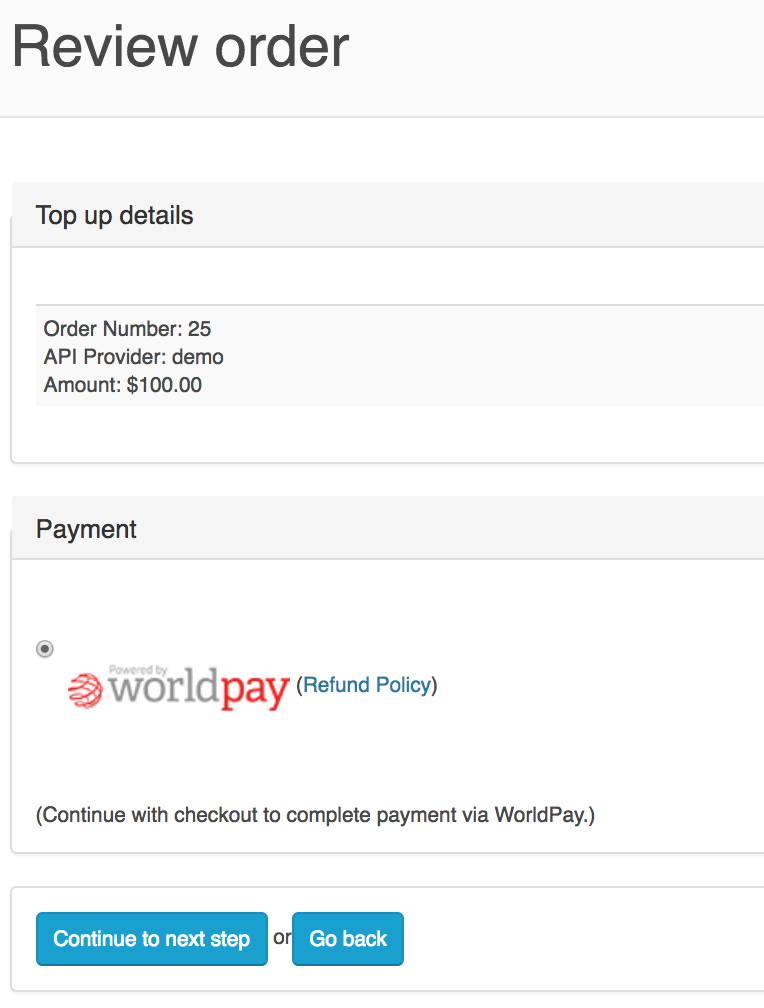 Review order
Top up details
Order Number: 25
API Provider: demo
Amount: $100.00
Payment
Powered by
worldpay (Refund Policy)
(Continue with checkout to complete payment via WorldPay.)
Continue to next step or Go back